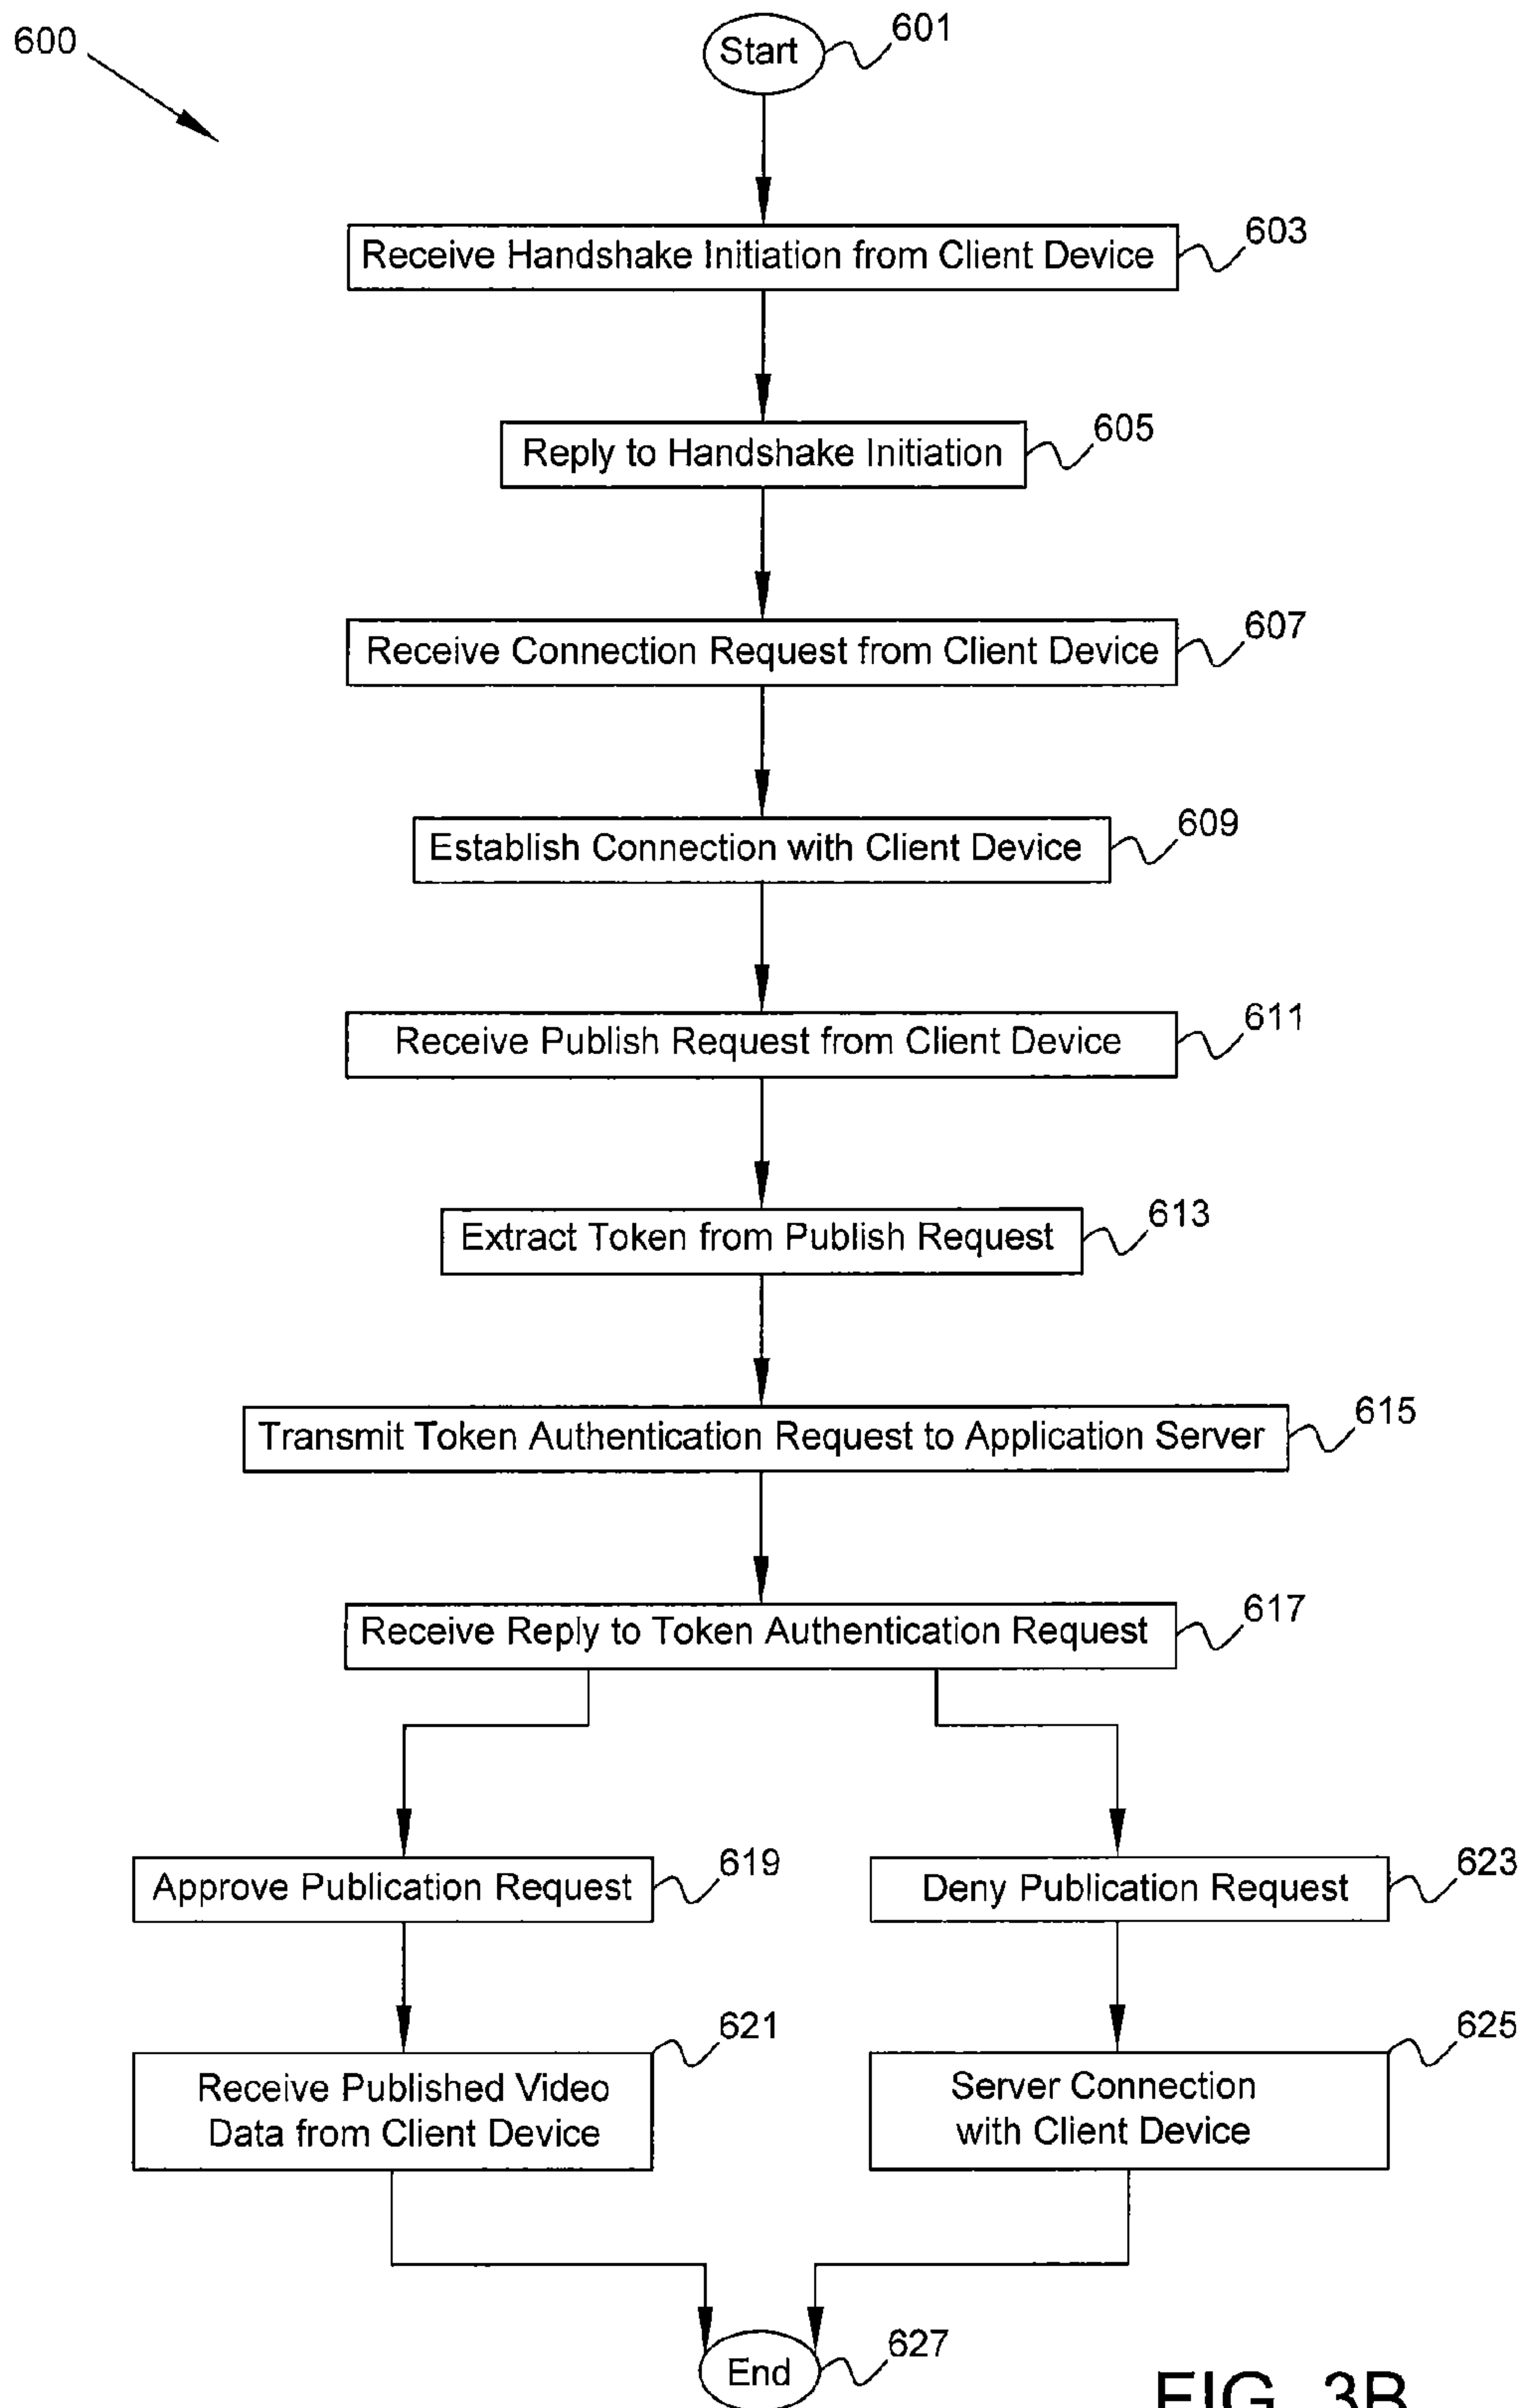 600
Start
601
Receive Handshake Initiation from Client Device
603
Reply to Handshake Initiation
605
Receive Connection Request from Client Device
607
Establish Connection with Client Device
609
Receive Publish Request from Client Device
611
Extract Token from Publish Request
613
Transmit Token Authentication Request to Application Server
615
Receive Reply to Token Authentication Request
617
Approve Publication Request
619
Deny Publication Request
623
Receive Published Video
Data from Client Device
621
Server Connection
with Client Device
625
End
627
FIG. 3B